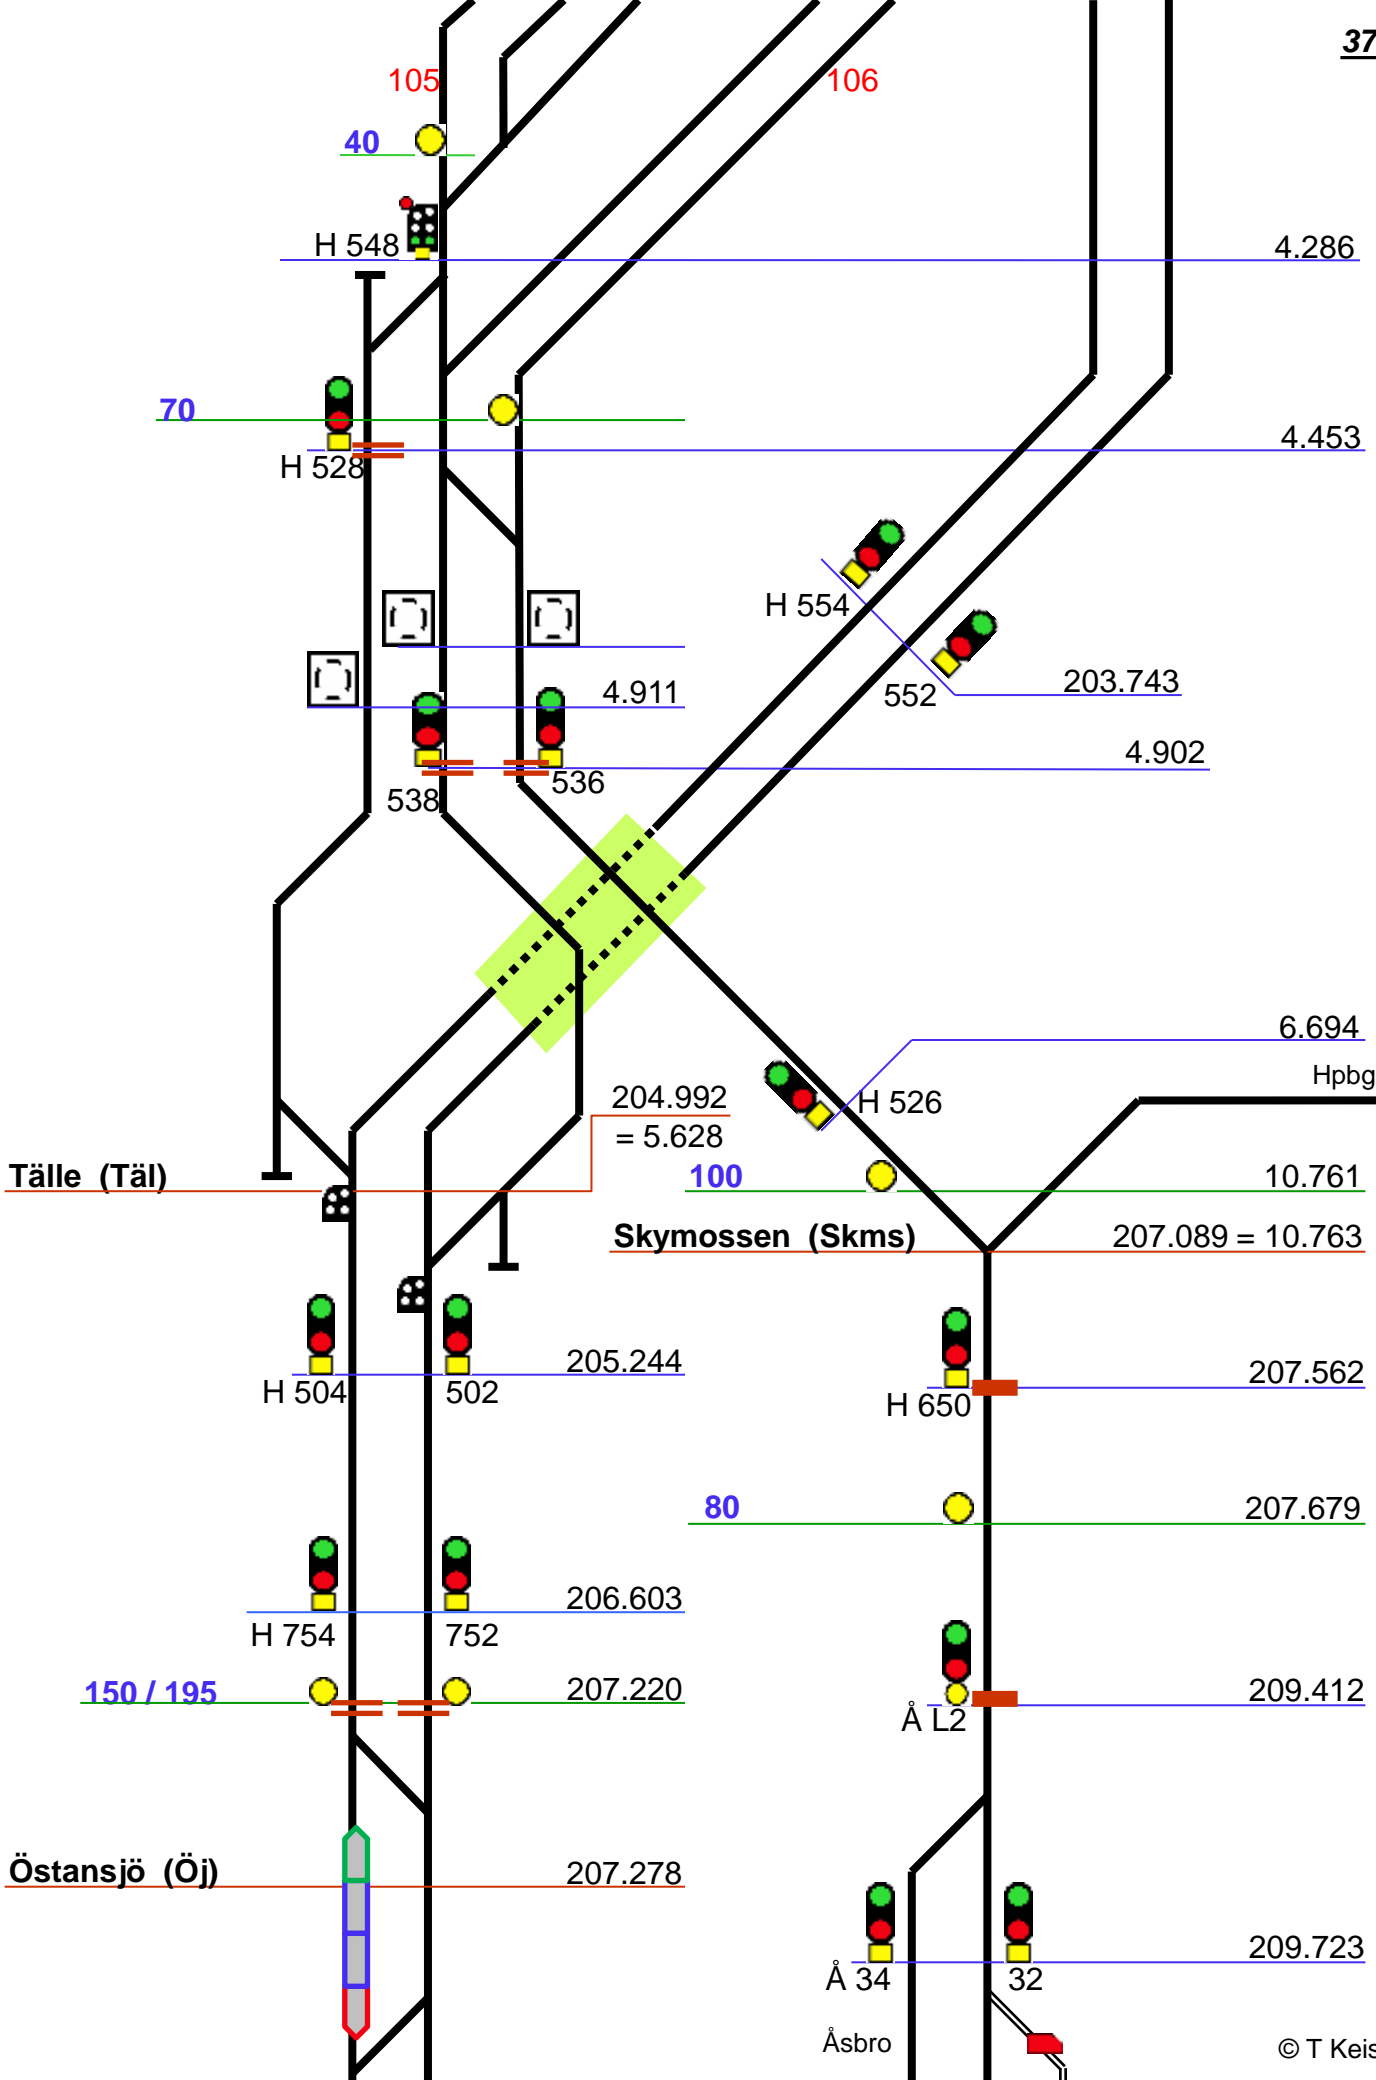 37
105
106
40
H 548
4.286
70
4.453
H 528
H 554
552
203.743
4.911
4.902
536
538
6.694
Hpbg
H 526
204.992
= 5.628
Tälle (Täl)
100
10.761
Skymossen (Skms)
207.089 = 10.763
205.244
H 504
502
207.562
H 650
80
207.679
206.603
H 754
752
150 / 195
207.220
209.412
Å L2
Östansjö (Öj)
207.278
209.723
Å 34
32
Åsbro
© T Keis